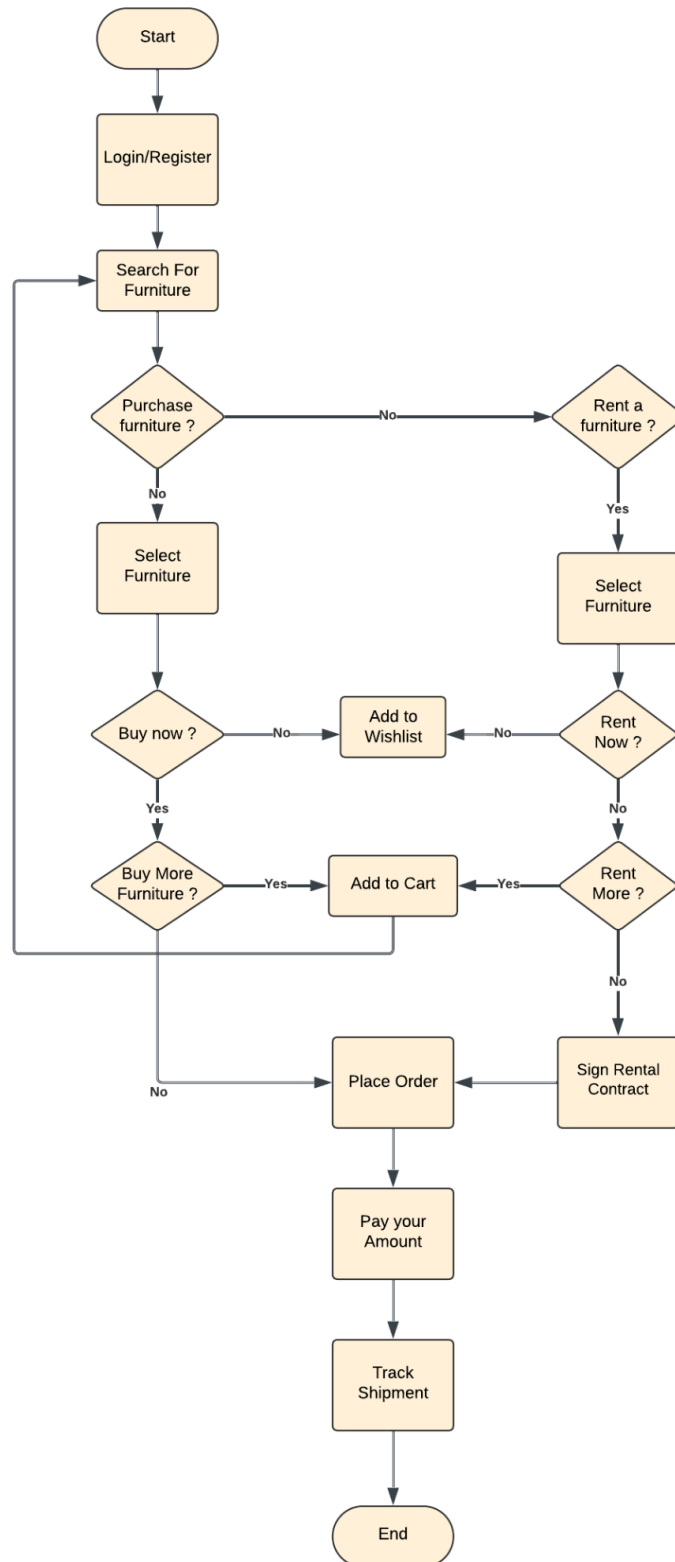 Start
Login/Register
Search For
Furniture
Purchase
furniture ?
No
Rent a
furniture ?
No
Yes
Select
Furniture
Select
Furniture
Buy now ?
No
Add to
Wishlist
No
Rent
Now ?
Yes
No
Buy More
Furniture ?
Yes
Add to Cart
Yes
Rent
More ?
No
Place Order
Sign Rental
Contract
No
Pay your
Amount
Track
Shipment
End